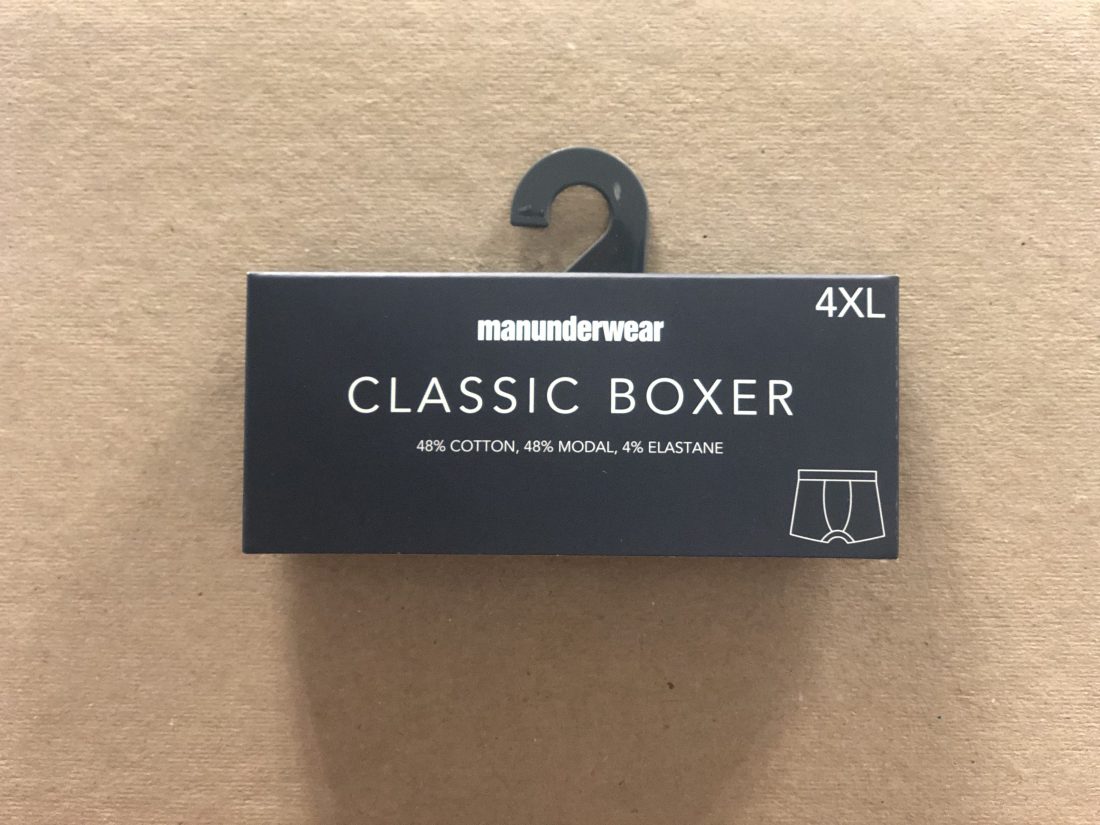 4XL
manunderwear
CLASSIC BOXER
48% COTTON, 48% MODAL, 4% ELASTANE